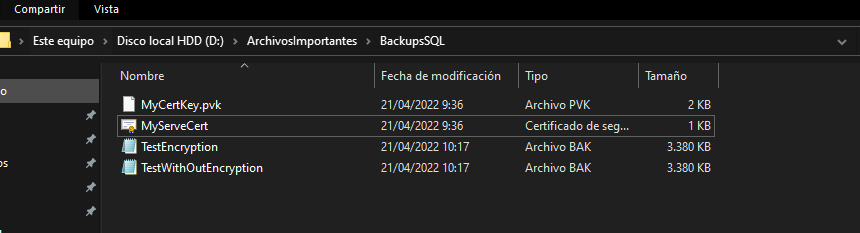 Compartir Vista
Este equipo > Disco local HDD (D:) > ArchivosImportantes > BackupsSQL
Nombre Fecha de modificación Tipo Tamaño
MyCertKey.pvk 21/04/2022 9:36 Archivo PVK 2 KB
MyServeCert 21/04/2022 9:36 Certificado de seg... 1 KB
TestEncryption 21/04/2022 10:17 Archivo BAK 3.380 KB
TestWithOutEncryption 21/04/2022 10:17 Archivo BAK 3.380 KB